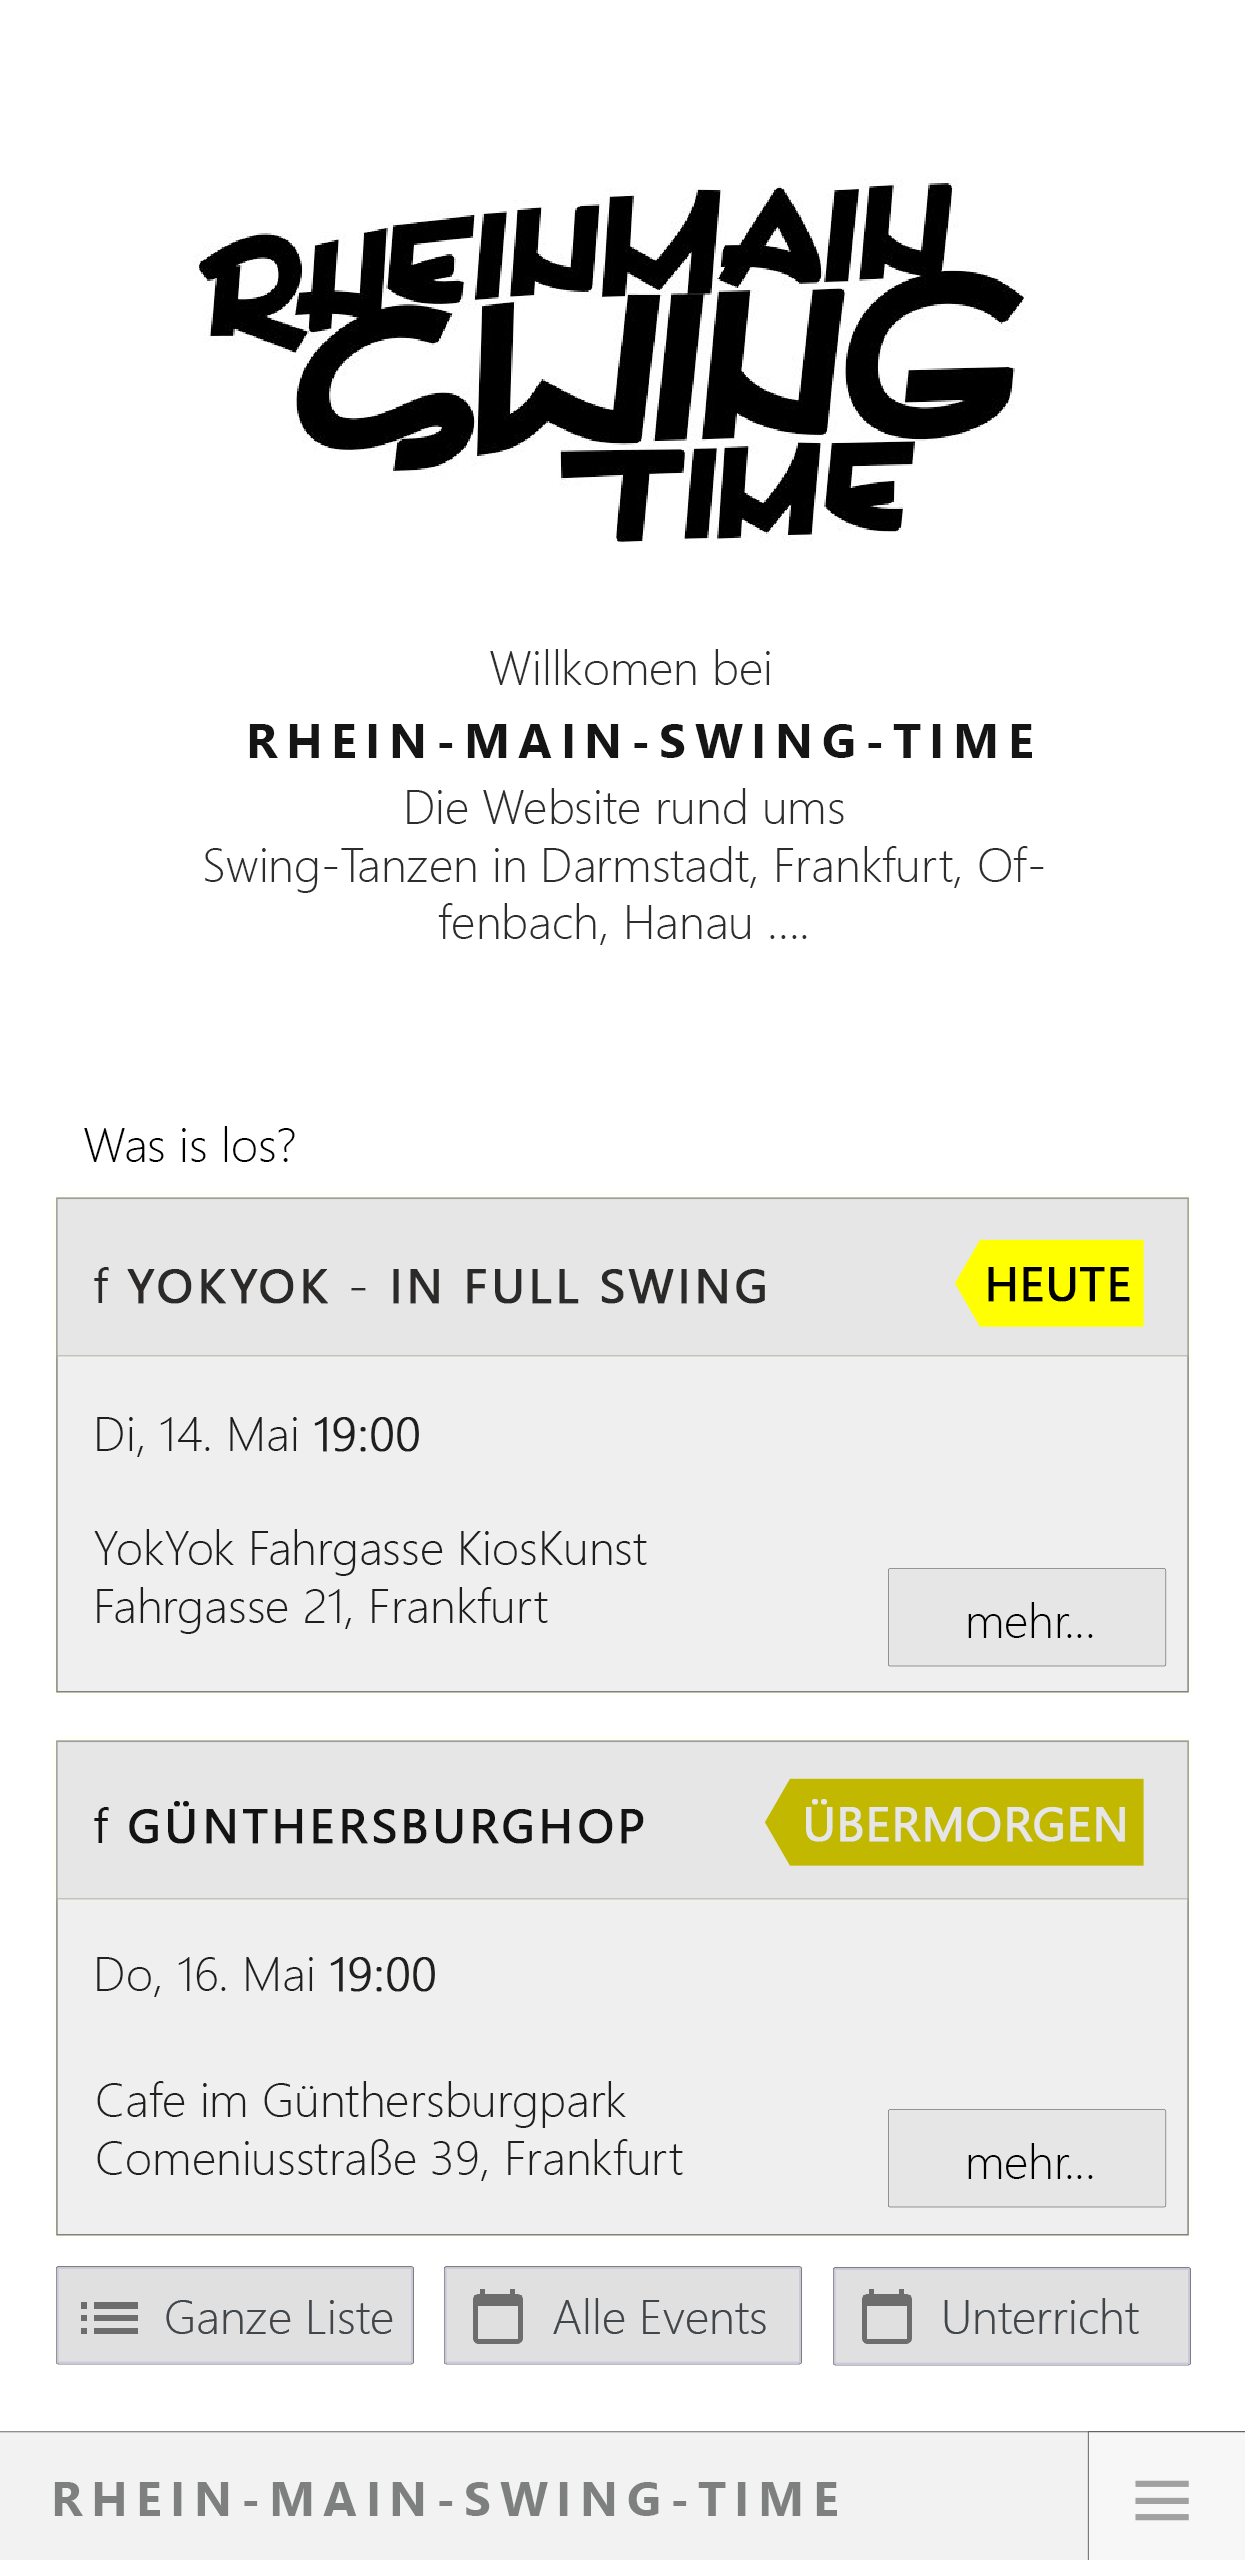 RHEINMAIN
SWING
TIME
Willkomen bei
RHEIN-MAIN-SWING-TIME
Die Website rund ums
Swing-Tanzen in Darmstadt, Frankfurt, Of-
fenbach, Hanau ....
Was is los?
f YOKYOK - IN FULL SWING
HEUTE
Di, 14. Mai 19:00
YokYok Fahrgasse KiosKunst
Fahrgasse 21, Frankfurt
mehr...
f GÜNTHERSBURGHOP
ÜBERMORGEN
Do, 16. Mai 19:00
Cafe im Günthersburgpark
Comeniusstraße 39, Frankfurt
mehr...
Ganze Liste
Alle Events
Unterricht
RHEIN-MAIN-SWING-TIME